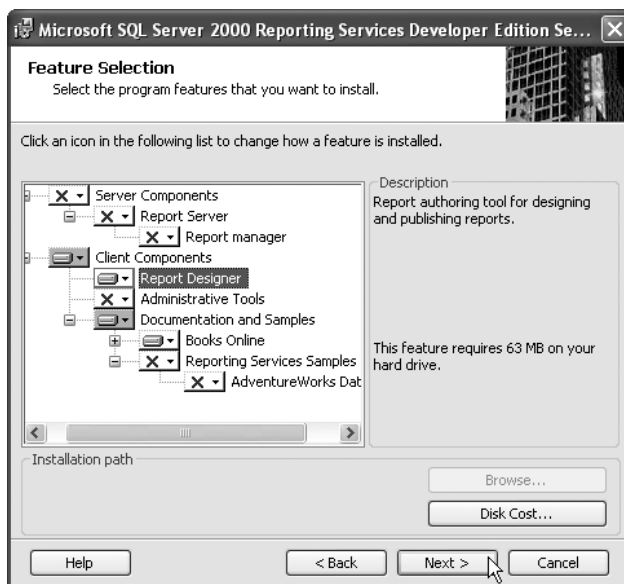 Microsoft SQL Server 2000 Reporting Services Developer Edition Se...
Feature Selection
Select the program features that you want to install.
Click an icon in the following list to change how a feature is installed.
Server Components
Report Server
Report manager
Client Components
Report Designer
Administrative Tools
Documentation and Samples
Books Online
Reporting Services Samples
AdventureWorks Dat
Description
Report authoring tool for designing
and publishing reports.
This feature requires 63 MB on your
hard drive.
Installation path
Browse...
Disk Cost...
Help
< Back
Next >
Cancel